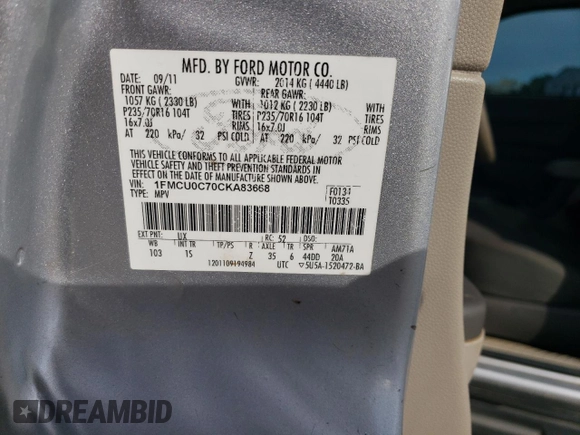 MFD. BY FORD MOTOR CO.
DATE: 09/11 GVWR: 2014 KG ( 4440 LB)
FRONT GAWR: REAR GAWR:
1057 KG ( 2330 LB) WITH 1012 KG ( 2230 LB) WITH
P235/70R16 104T TIRES P235/70R16 104T TIRES
16x7.0J RIMS 16x7.0J RIMS
AT 220 kPa/ 32 PSI COLD AT 220 kPa/ 32 PSI COLD
THIS VEHICLE CONFORMS TO ALL APPLICABLE FEDERAL MOTOR
VEHICLE SAFETY AND THEFT PREVENTION STANDARDS IN
EFFECT ON THE DATE OF MANUFACTURE SHOWN ABOVE.
VIN: 1FMCU0C70CKA83668 F0131
TYPE: MPV T0335
EXT PNT: UX RC: 52 DSO:
WB INT TR TP/PS R AXLE TR S AM71A
103 15 Z 35 6 44DD 20A
1201109194984 UTC ▽5U5A-1520472-BA
DREAMBID